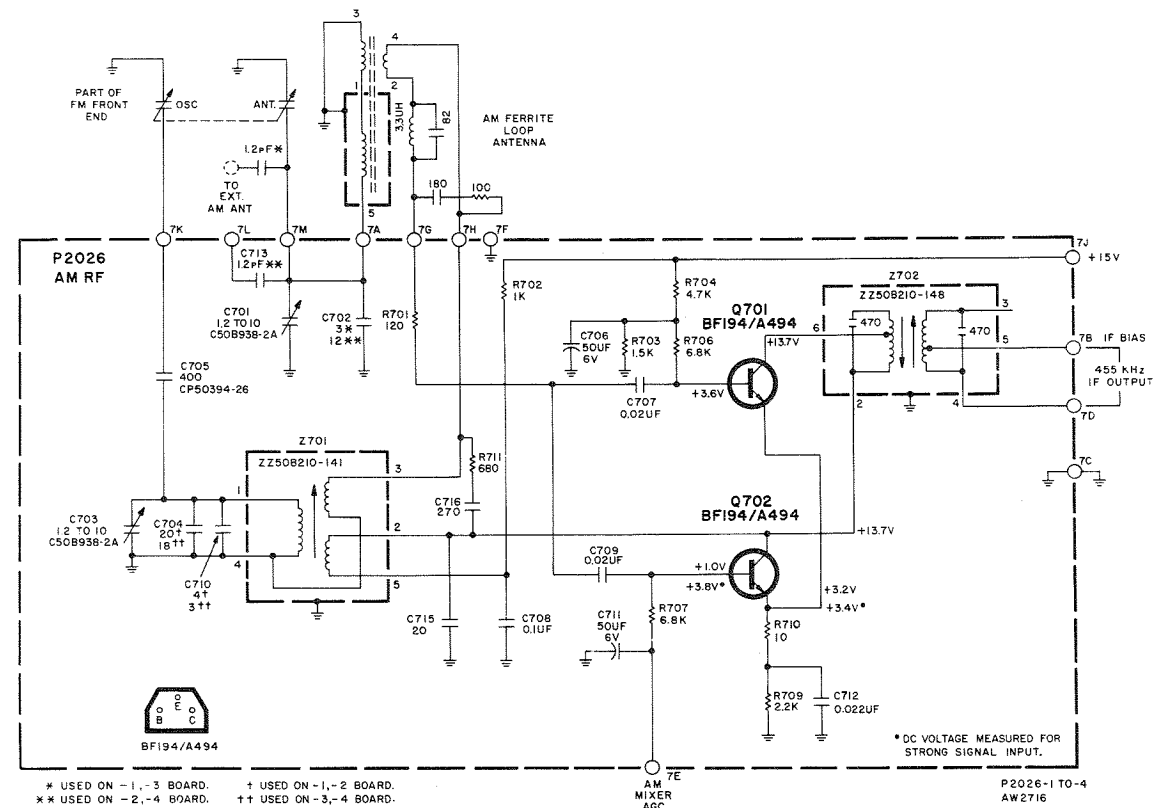 3
4
1
2
5
PART OF
FM FRONT
END
OSC
ANT.
3.3UH
82
AM FERRITE
LOOP
ANTENNA
1.2pF*
TO
EXT.
AM ANT
180
100
7K
7L
7M
7A
7G
7H
7F
7J
+15V
P2026
AM RF
C713
1.2pF**
C701
1.2 TO 10
C50B938-2A
C702
3*
12**
R701
120
R702
1K
R704
4.7K
C706
50UF
6V
R703
1.5K
R706
6.8K
C707
0.02UF
Q701
BF194/A494
+13.7V
+3.6V
Z702
ZZ50B210-148
6
470
470
3
5
2
4
7B IF BIAS
455 KHz
IF OUTPUT
7D
7C
C705
400
CP50394-26
Z701
ZZ50B210-141
1
3
2
4
5
R711
680
C716
270
C703
1.2 TO 10
C50B938-2A
C704
20†
18††
C710
4†
3††
C715
20
C708
0.1UF
C709
0.02UF
C711
50UF
6V
R707
6.8K
Q702
BF194/A494
+13.7V
+1.0V
+3.8V•
+3.2V
+3.4V•
R710
10
R709
2.2K
C712
0.022UF
E
B
C
BF194/A494
• DC VOLTAGE MEASURED FOR
STRONG SIGNAL INPUT.
7E
AM
MIXER
AGC
* USED ON -1,-3 BOARD. † USED ON -1,-2 BOARD.
** USED ON -2,-4 BOARD. †† USED ON -3,-4 BOARD.
P2026-1 TO-4
AW2716